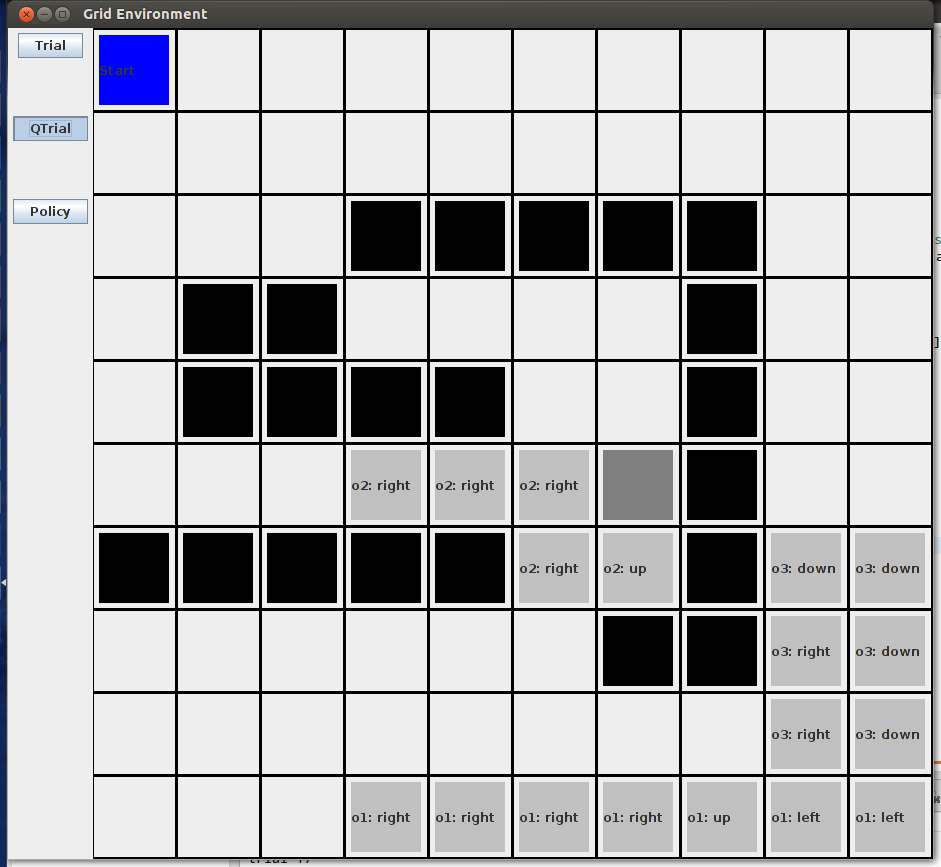 Grid Environment
Trial
Start
QTrial
Policy
o2: right o2: right o2: right
o2: right o2: up o3: down o3: down
o3: right o3: down
o3: right o3: down
o1: right o1: right o1: right o1: right o1: up o1: left o1: left